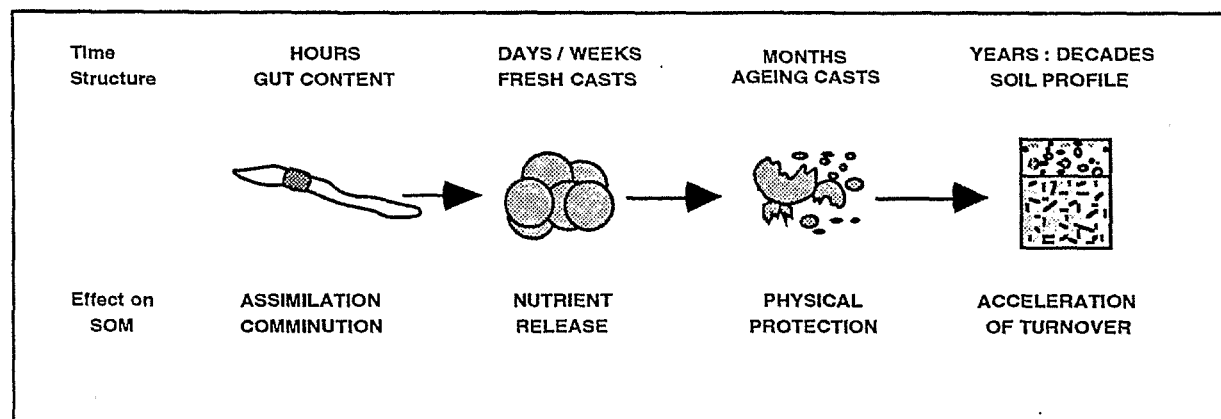 Time HOURS DAYS / WEEKS MONTHS YEARS : DECADES
Structure GUT CONTENT FRESH CASTS AGEING CASTS SOIL PROFILE
Effect on ASSIMILATION NUTRIENT PHYSICAL ACCELERATION
SOM COMMINUTION RELEASE PROTECTION OF TURNOVER